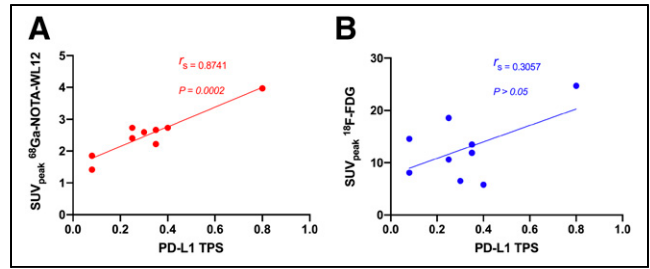 A
SUVpeak 68Ga-NOTA-WL12
5
4
3
2
1
0
rs = 0.8741
P = 0.0002
0.0 0.2 0.4 0.6 0.8 1.0
PD-L1 TPS
B
SUVpeak 18F-FDG
30
20
10
0
rs = 0.3057
P > 0.05
0.0 0.2 0.4 0.6 0.8 1.0
PD-L1 TPS